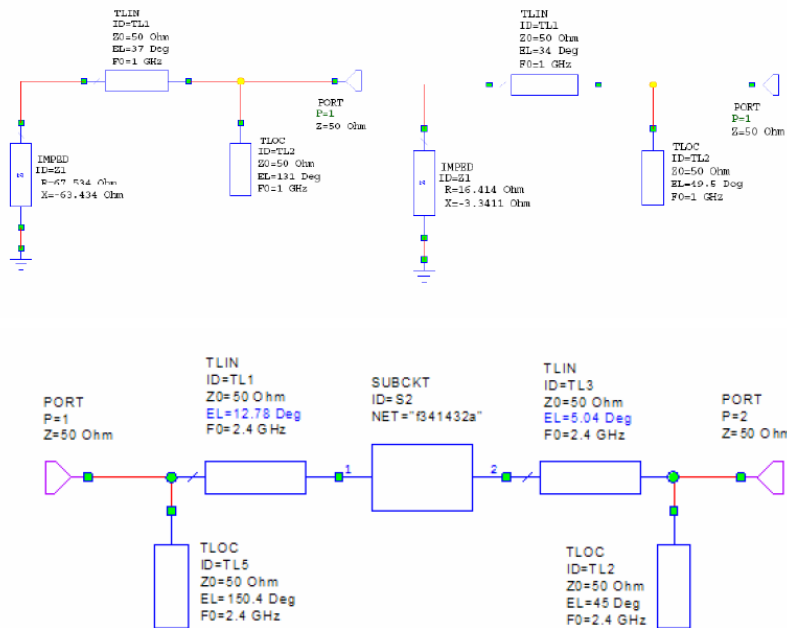 TLIN
ID=TL1
Z0=50 Ohm
EL=37 Deg
F0=1 GHz
PORT
P=1
Z=50 Ohm
TLOC
ID=TL2
Z0=50 Ohm
EL=131 Deg
F0=1 GHz
IMPED
ID=Z1
R=67.534 Ohm
X=-63.434 Ohm
TLIN
ID=TL1
Z0=50 Ohm
EL=34 Deg
F0=1 GHz
PORT
P=1
Z=50 Ohm
TLOC
ID=TL2
Z0=50 Ohm
EL=49.5 Deg
F0=1 GHz
IMPED
ID=Z1
R=16.414 Ohm
X=-3.3411 Ohm
PORT
P=1
Z=50 Ohm
TLIN
ID=TL1
Z0=50 Ohm
EL=12.78 Deg
F0=2.4 GHz
SUBCKT
ID=S2
NET="f341432a"
1
2
TLIN
ID=TL3
Z0=50 Ohm
EL=5.04 Deg
F0=2.4 GHz
PORT
P=2
Z=50 Ohm
TLOC
ID=TL5
Z0=50 Ohm
EL=150.4 Deg
F0=2.4 GHz
TLOC
ID=TL2
Z0=50 Ohm
EL=45 Deg
F0=2.4 GHz